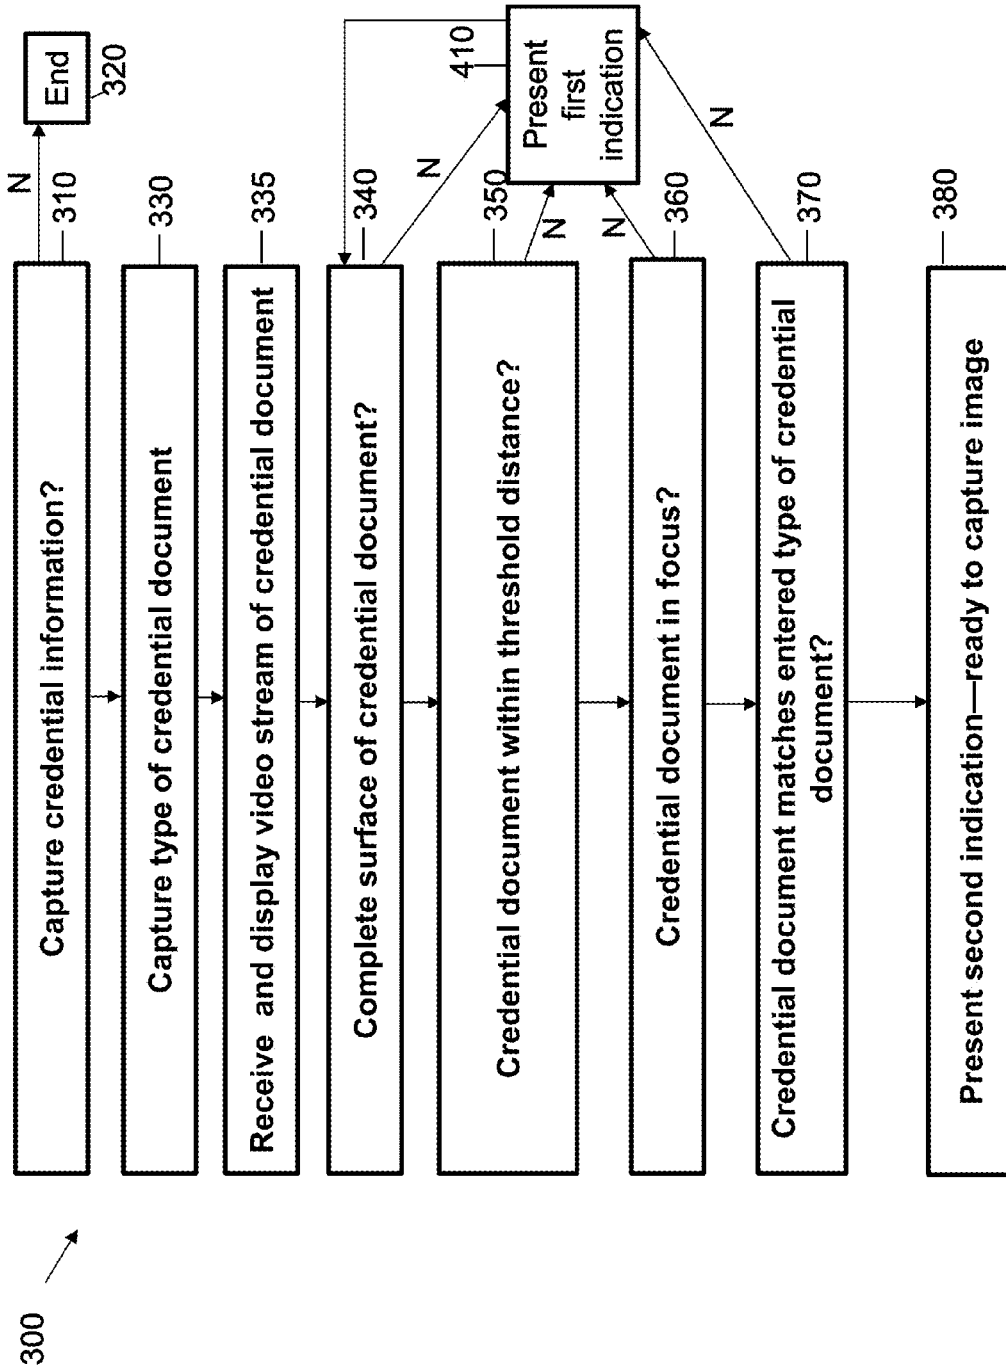 300
Capture credential information?
310
N
End
320
Capture type of credential document
330
Receive and display video stream of credential document
335
Complete surface of credential document?
340
N
410
Present
first
indication
Credential document within threshold distance?
350
N
Credential document in focus?
360
N
Credential document matches entered type of credential
document?
370
N
Present second indication—ready to capture image
380